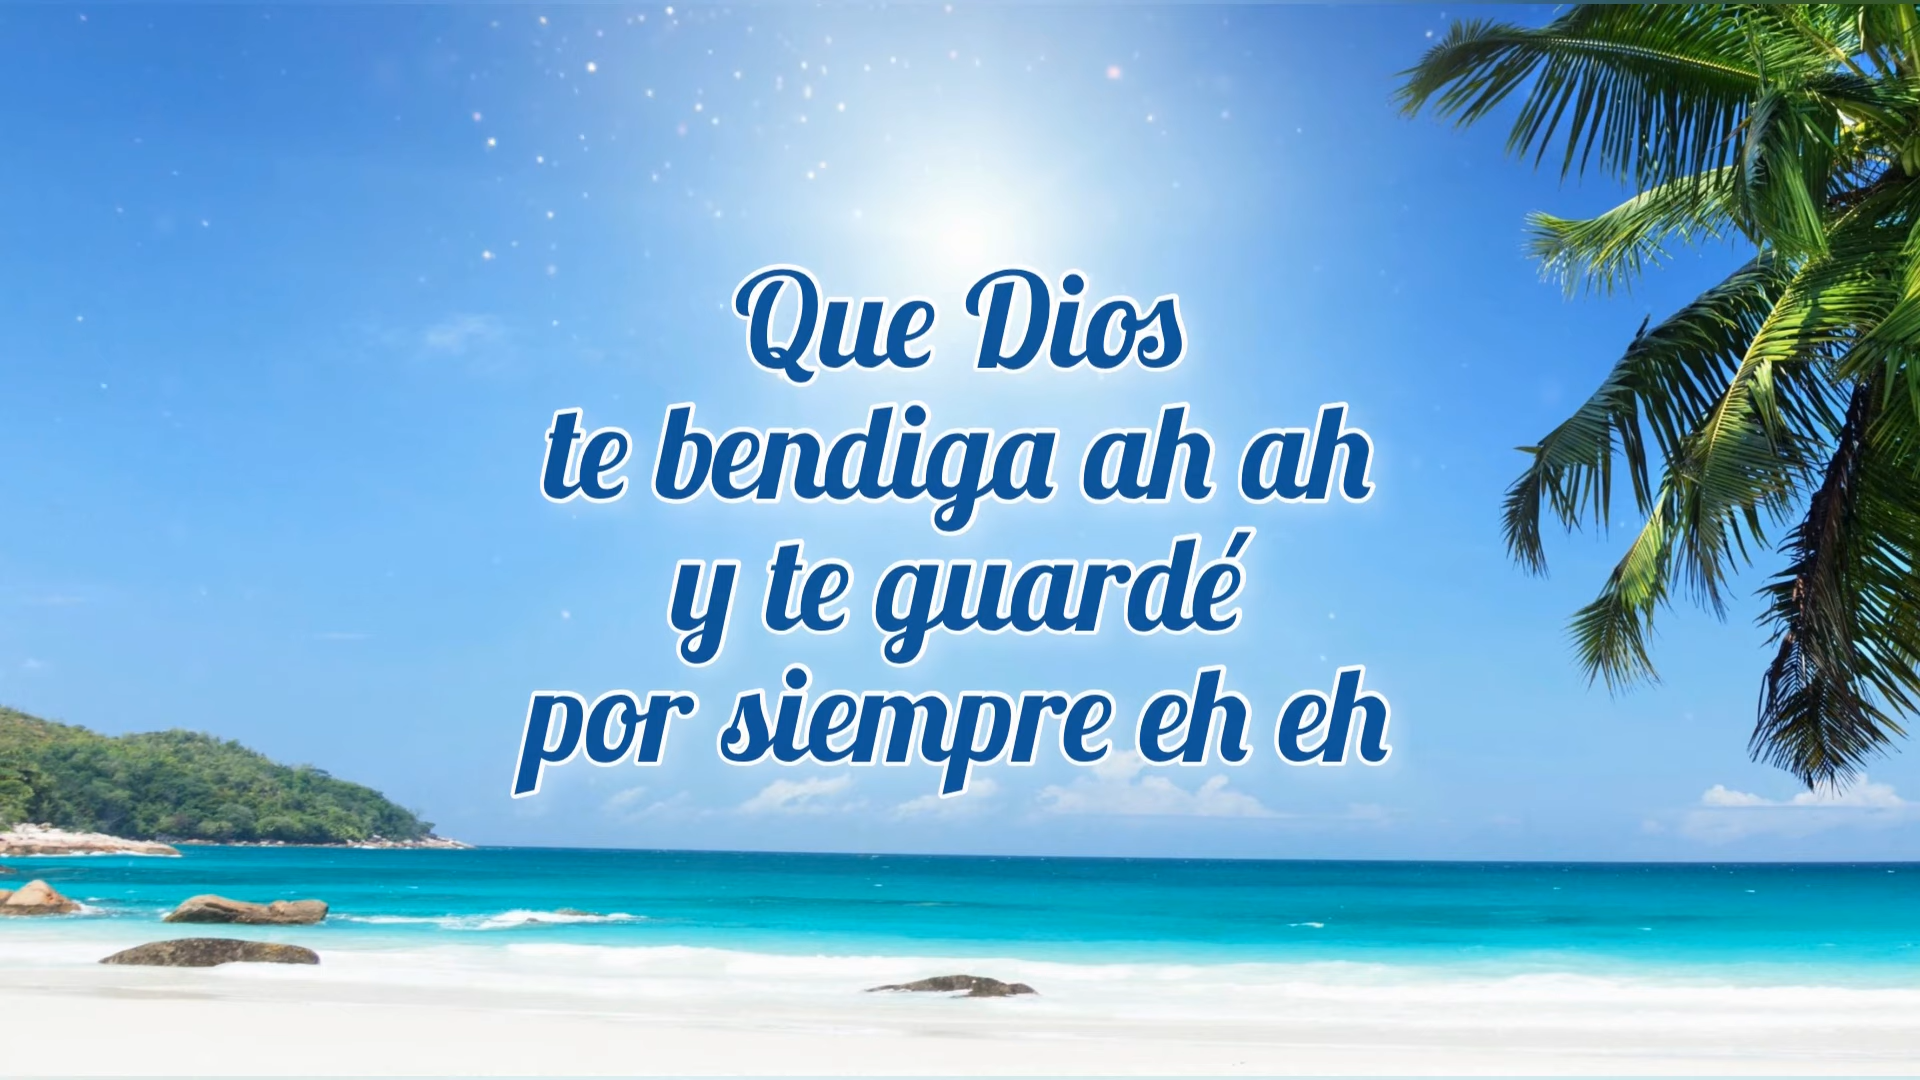 Que Dios
te bendiga ah ah
y te guardé
por siempre eh eh